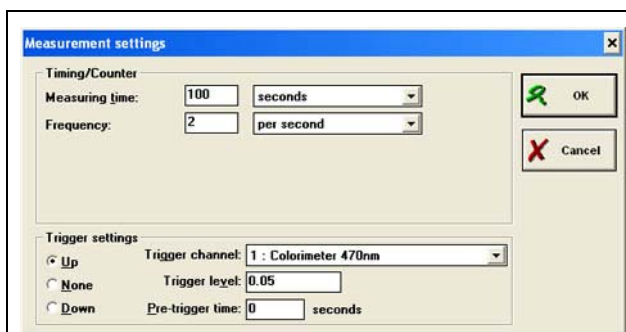 Measurement settings
Timing/Counter
Measuring time: 100 seconds
Frequency: 2 per second
OK
Cancel
Trigger settings
Up
None
Down
Trigger channel: 1 : Colorimeter 470nm
Trigger level: 0.05
Pre-trigger time: 0 seconds